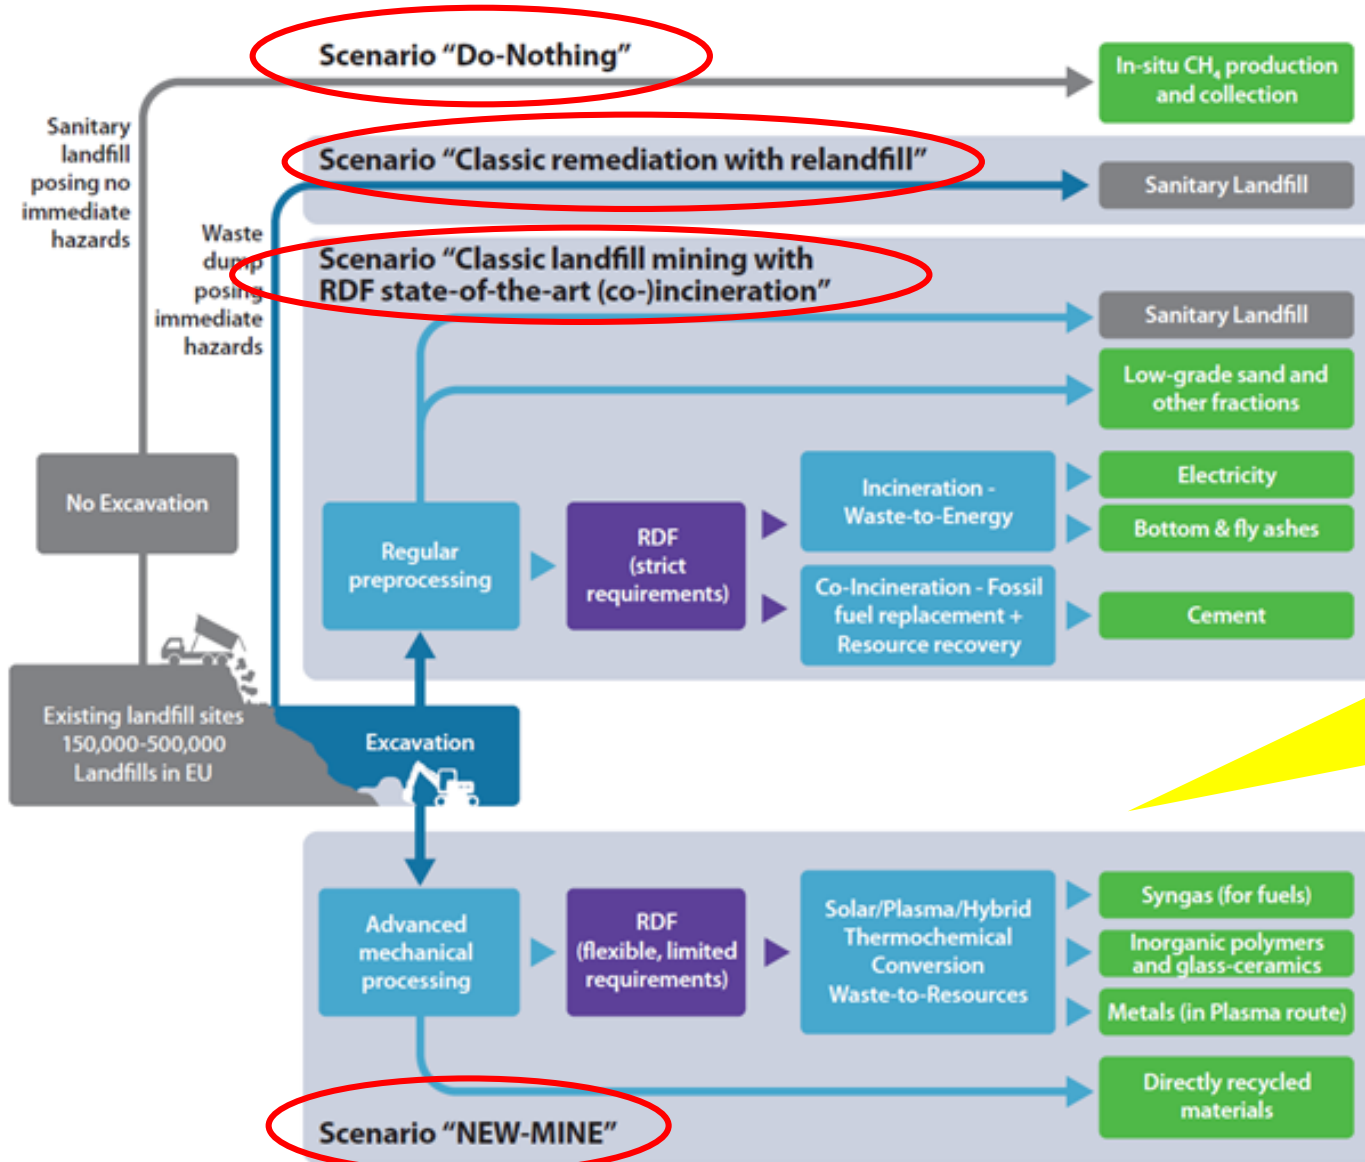 Scenario “Do-Nothing”
In-situ CH₄ production
and collection
Sanitary
landfill
posing no
immediate
hazards
Scenario “Classic remediation with relandfill”
Sanitary Landfill
Waste
dump
posing
immediate
hazards
Scenario “Classic landfill mining with
RDF state-of-the-art (co-)incineration”
Sanitary Landfill
Low-grade sand and
other fractions
No Excavation
Regular
preprocessing
RDF
(strict
requirements)
Incineration -
Waste-to-Energy
Electricity
Bottom & fly ashes
Co-Incineration - Fossil
fuel replacement +
Resource recovery
Cement
Existing landfill sites
150,000-500,000
Landfills in EU
Excavation
Advanced
mechanical
processing
RDF
(flexible, limited
requirements)
Solar/Plasma/Hybrid
Thermochemical
Conversion
Waste-to-Resources
Syngas (for fuels)
Inorganic polymers
and glass-ceramics
Metals (in Plasma route)
Directly recycled
materials
Scenario “NEW-MINE”